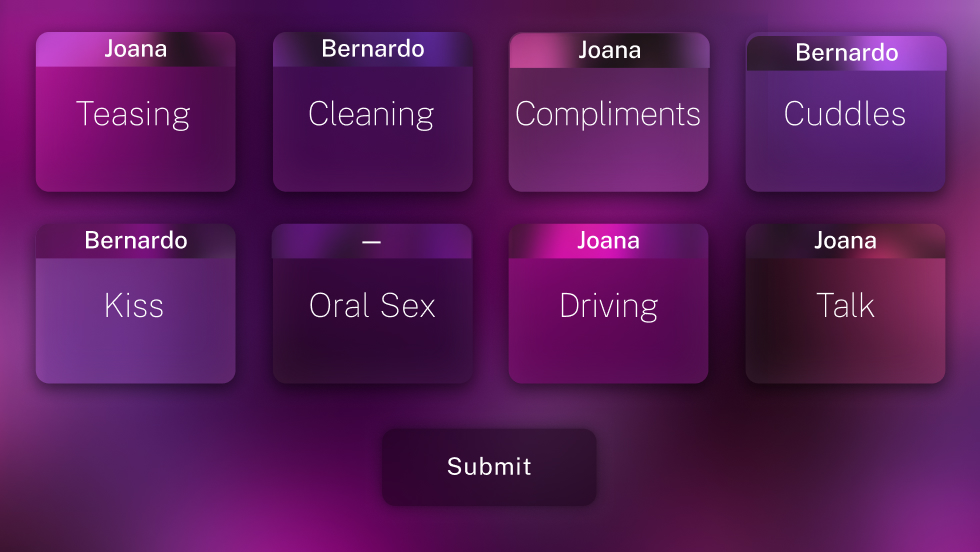 Joana
Teasing
Bernardo
Cleaning
Joana
Compliments
Bernardo
Cuddles
Bernardo
Kiss
—
Oral Sex
Joana
Driving
Joana
Talk
Submit